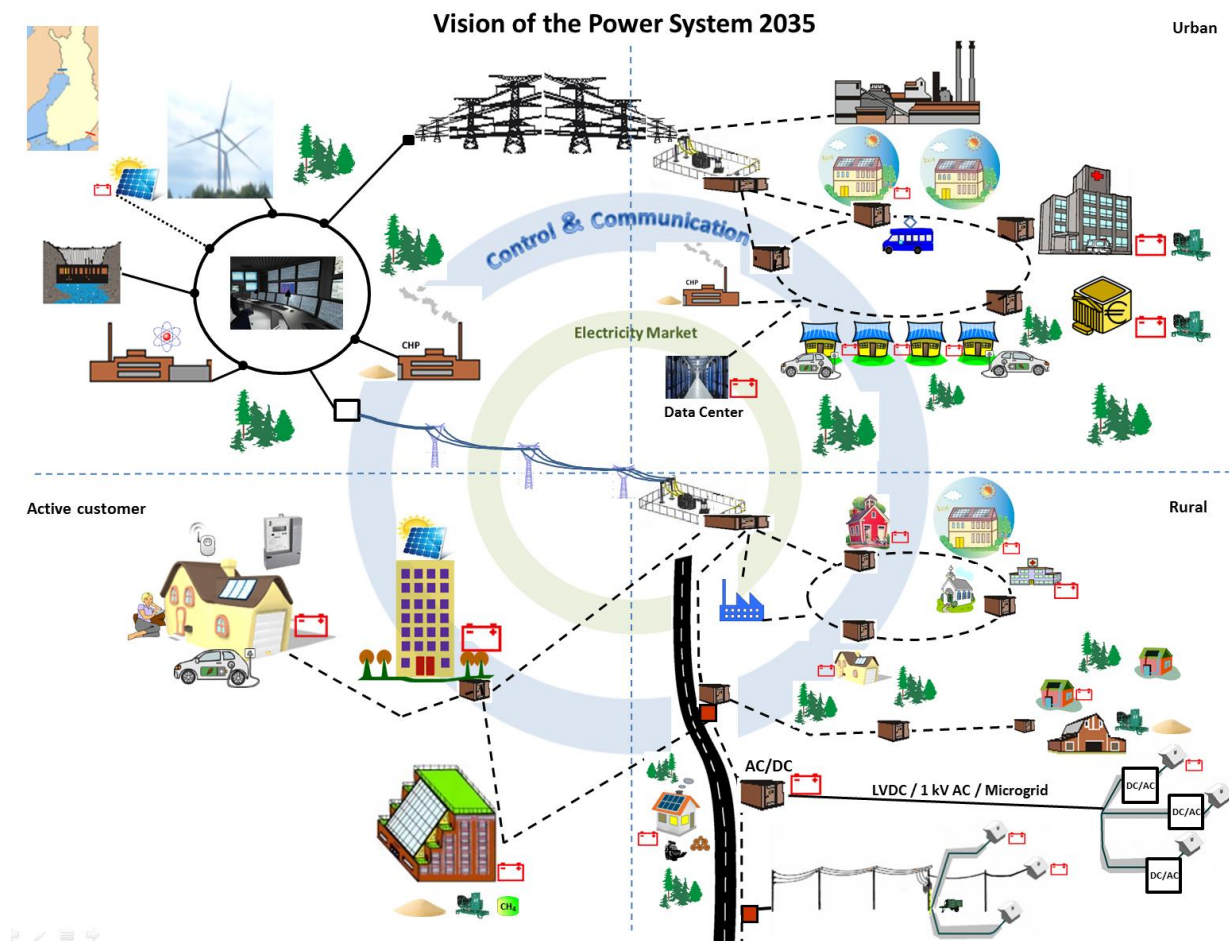 Vision of the Power System 2035
Urban
Control & Communication
CHP
Electricity Market
CHP
Data Center
Active customer
Rural
AC/DC
LVDC / 1 kV AC / Microgrid
DC/AC
DC/AC
DC/AC
CH4